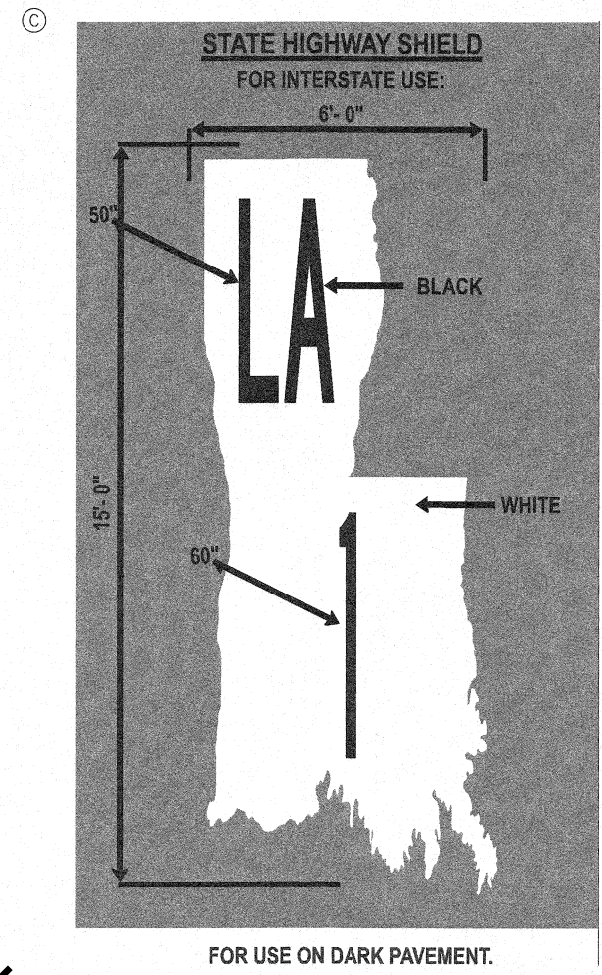 C
STATE HIGHWAY SHIELD
FOR INTERSTATE USE:
6'- 0"
50"
LA
BLACK
15'- 0"
WHITE
1
60"
FOR USE ON DARK PAVEMENT.